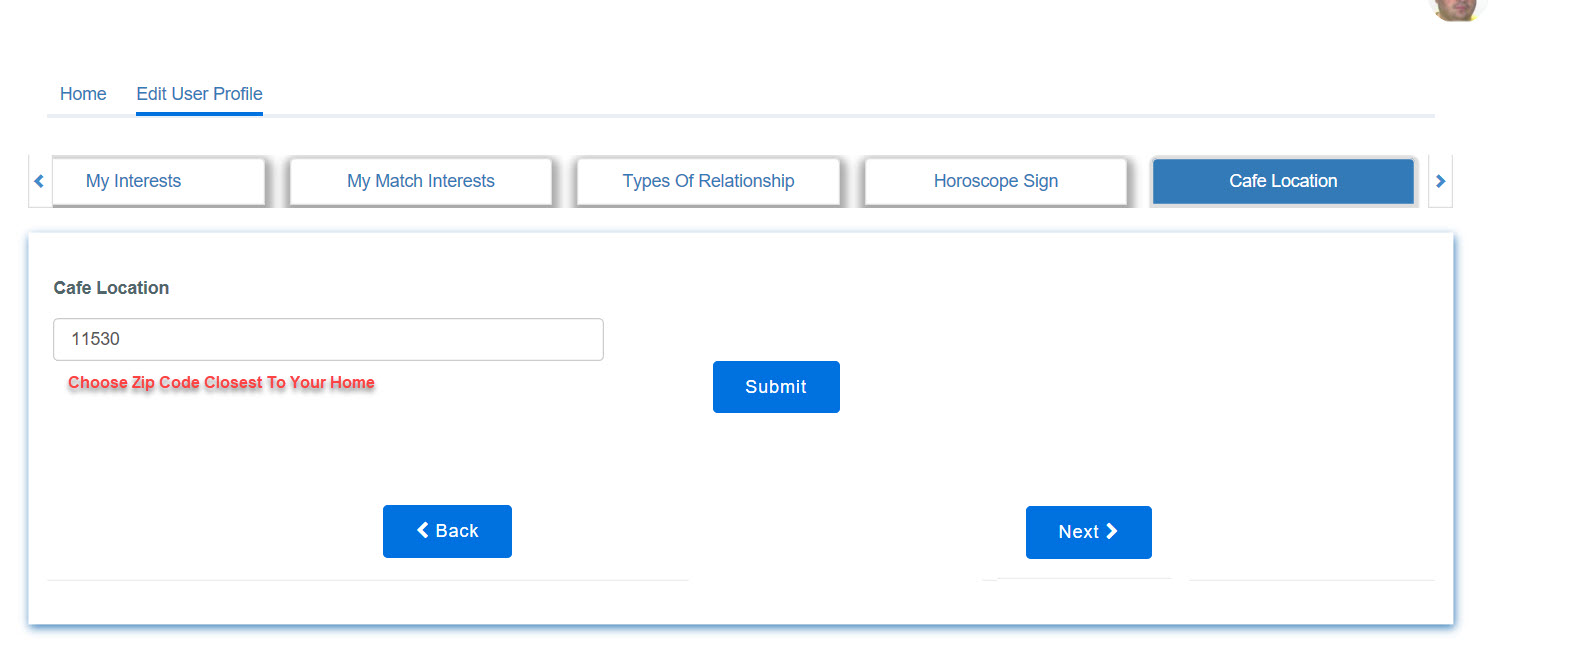 Home Edit User Profile
My Interests My Match Interests Types Of Relationship Horoscope Sign Cafe Location
Cafe Location
11530
Choose Zip Code Closest To Your Home
Submit
Back Next